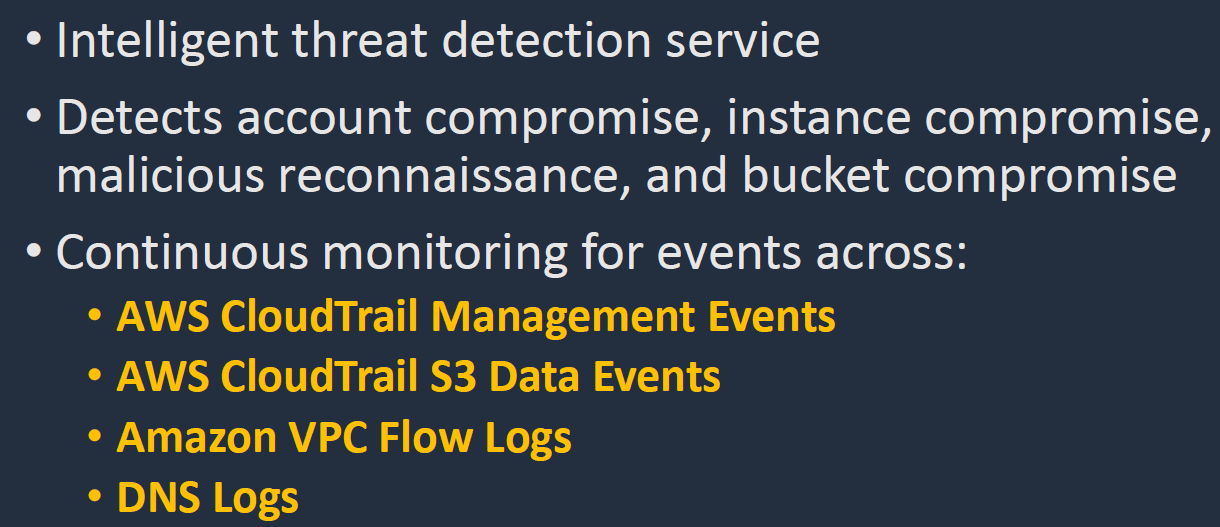 • Intelligent threat detection service
• Detects account compromise, instance compromise,
malicious reconnaissance, and bucket compromise
• Continuous monitoring for events across:
• AWS CloudTrail Management Events
• AWS CloudTrail S3 Data Events
• Amazon VPC Flow Logs
• DNS Logs